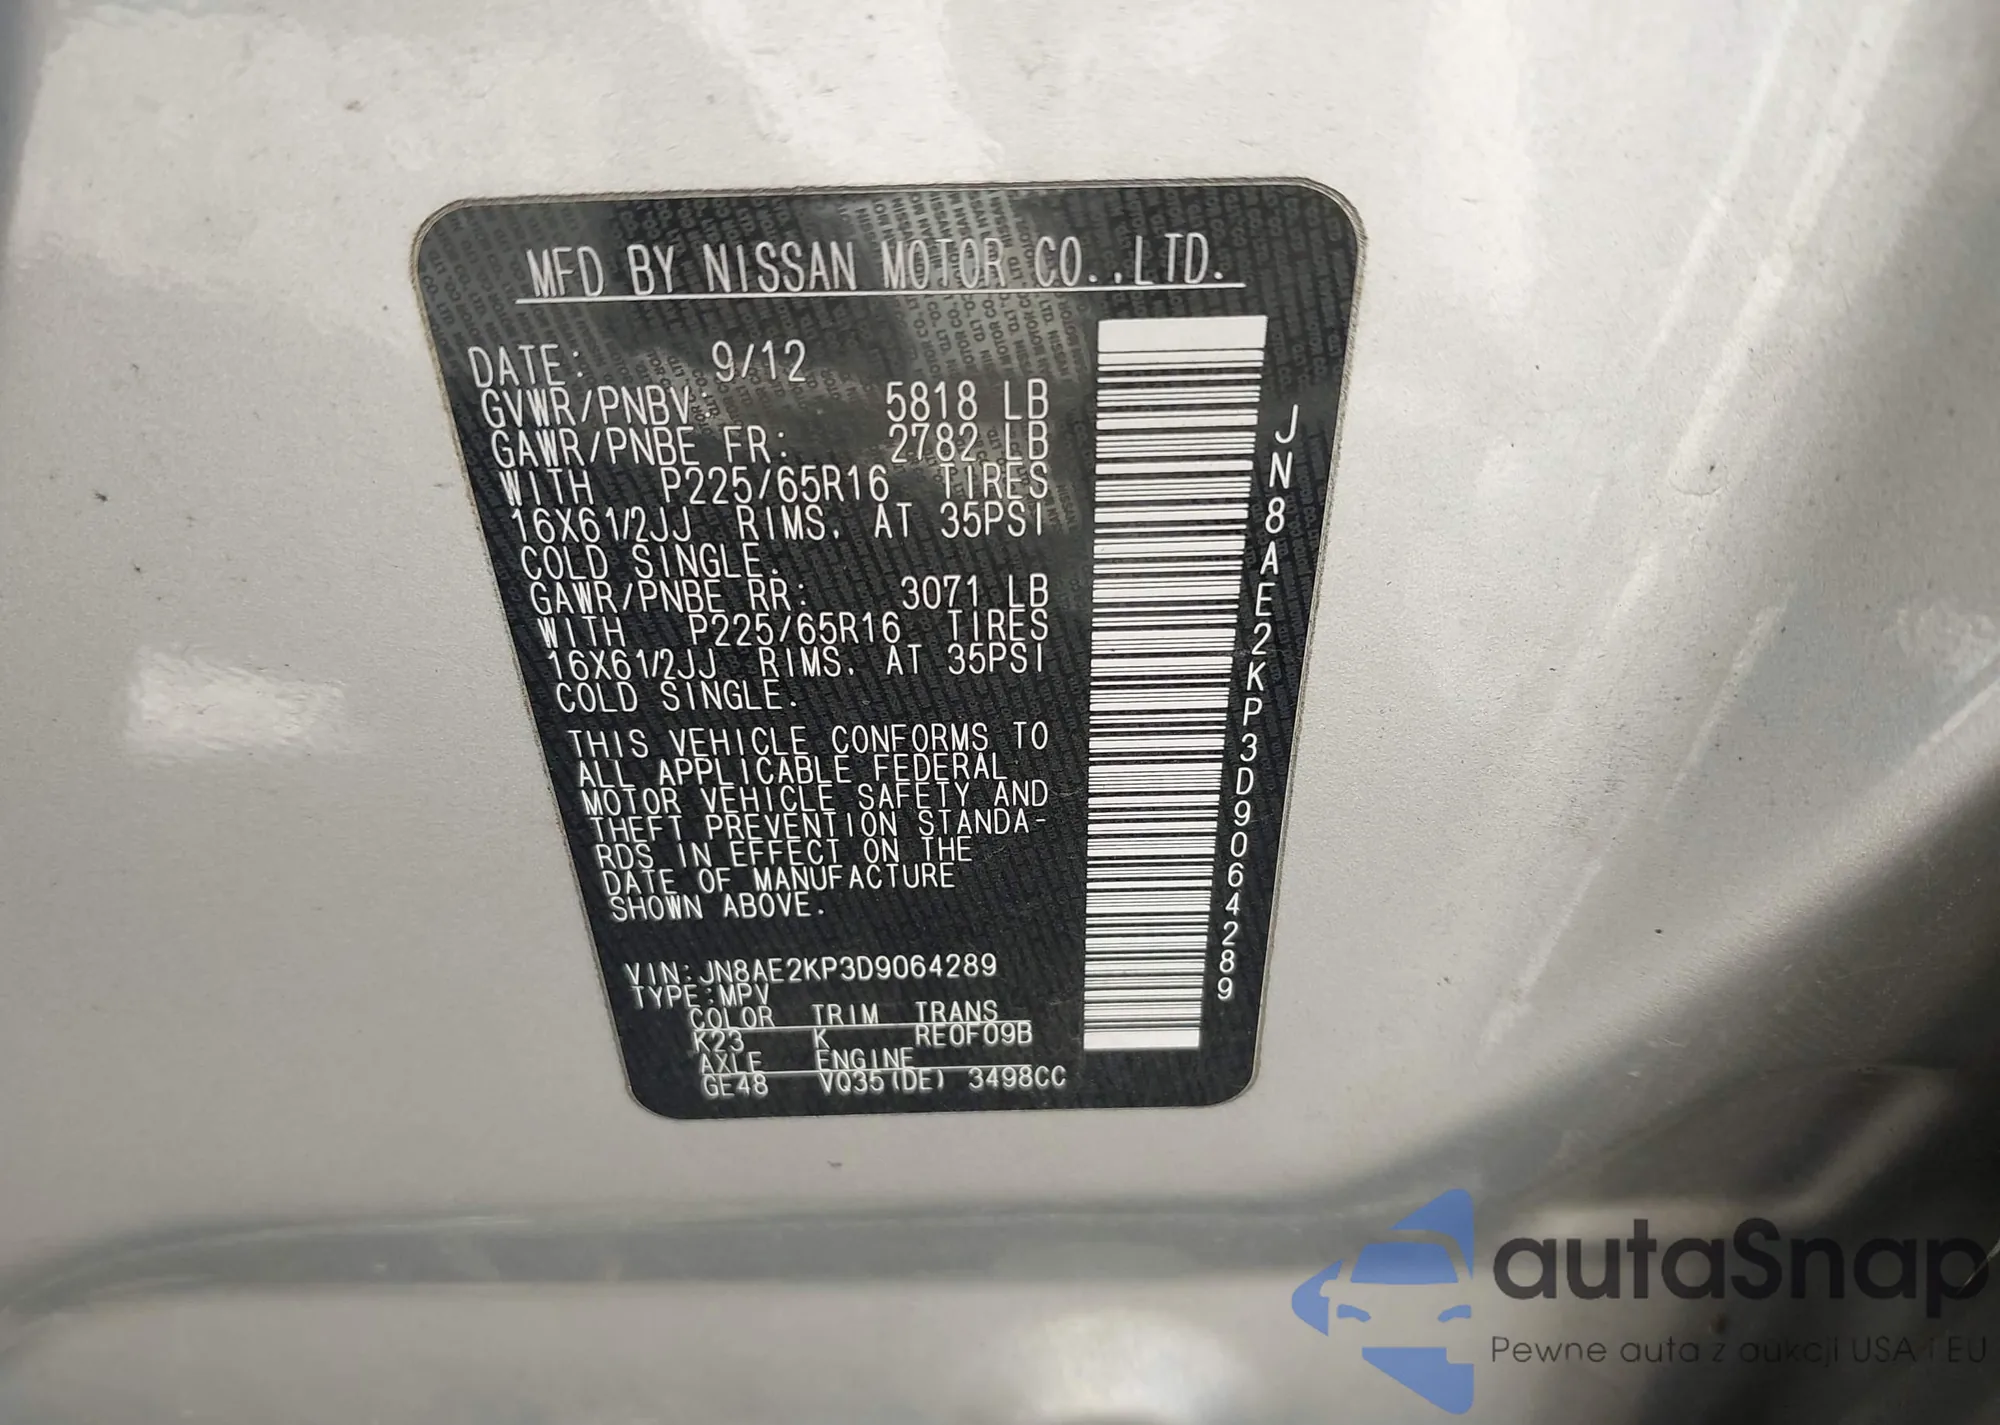 MFD BY NISSAN MOTOR CO.,LTD.
DATE: 9/12
GVWR/PNBV: 5818 LB
GAWR/PNBE FR: 2782 LB
WITH P225/65R16 TIRES
16X61/2JJ RIMS, AT 35PSI
COLD SINGLE.
GAWR/PNBE RR: 3071 LB
WITH P225/65R16 TIRES
16X61/2JJ RIMS, AT 35PSI
COLD SINGLE.
THIS VEHICLE CONFORMS TO
ALL APPLICABLE FEDERAL
MOTOR VEHICLE SAFETY AND
THEFT PREVENTION STANDA-
RDS IN EFFECT ON THE
DATE OF MANUFACTURE
SHOWN ABOVE.
VIN:JN8AE2KP3D9064289
TYPE:MPV
COLOR TRIM TRANS
K23 K RE0F09B
AXLE ENGINE
GE48 VQ35(DE) 3498CC
JN8AE2KP3D9064289
autaSnap
Pewne auta z aukcji USA i EU